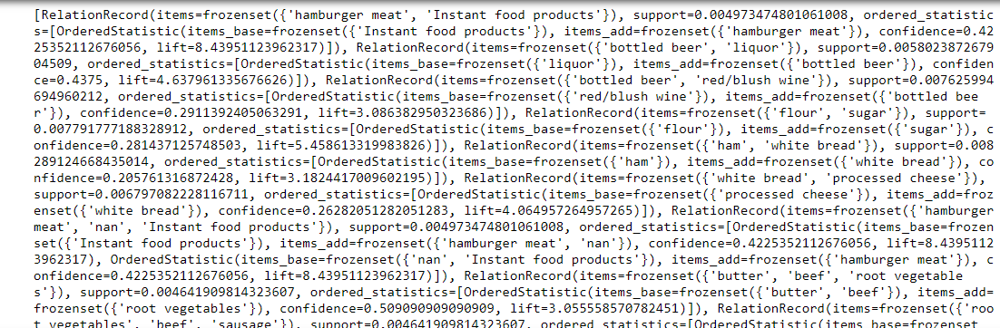 [RelationRecord(items=frozenset({'hamburger meat', 'Instant food products'}), support=0.004973474801061008, ordered_statistic
s=[OrderedStatistic(items_base=frozenset({'Instant food products'}), items_add=frozenset({'hamburger meat'}), confidence=0.42
25352112676056, lift=8.43951123962317)]), RelationRecord(items=frozenset({'bottled beer', 'liquor'}), support=0.0058023872679
04509, ordered_statistics=[OrderedStatistic(items_base=frozenset({'liquor'}), items_add=frozenset({'bottled beer'}), confiden
ce=0.4375, lift=4.637961335676626)]), RelationRecord(items=frozenset({'bottled beer', 'red/blush wine'}), support=0.007625994
694960212, ordered_statistics=[OrderedStatistic(items_base=frozenset({'red/blush wine'}), items_add=frozenset({'bottled bee
r'}), confidence=0.2911392405063291, lift=3.086382950323686)]), RelationRecord(items=frozenset({'flour', 'sugar'}), support=
0.007791777188328912, ordered_statistics=[OrderedStatistic(items_base=frozenset({'flour'}), items_add=frozenset({'sugar'}), c
onfidence=0.281437125748503, lift=5.458613319983826)]), RelationRecord(items=frozenset({'ham', 'white bread'}), support=0.008
289124668435014, ordered_statistics=[OrderedStatistic(items_base=frozenset({'ham'}), items_add=frozenset({'white bread'}), co
nfidence=0.205761316872428, lift=3.1824417009602195)]), RelationRecord(items=frozenset({'white bread', 'processed cheese'}),
support=0.006797082228116711, ordered_statistics=[OrderedStatistic(items_base=frozenset({'processed cheese'}), items_add=froz
enset({'white bread'}), confidence=0.26282051282051283, lift=4.064957264957265)]), RelationRecord(items=frozenset({'hamburger
meat', 'nan', 'Instant food products'}), support=0.004973474801061008, ordered_statistics=[OrderedStatistic(items_base=frozen
set({'Instant food products'}), items_add=frozenset({'hamburger meat', 'nan'}), confidence=0.4225352112676056, lift=8.4395112
3962317), OrderedStatistic(items_base=frozenset({'nan', 'Instant food products'}), items_add=frozenset({'hamburger meat'}), c
onfidence=0.4225352112676056, lift=8.43951123962317)]), RelationRecord(items=frozenset({'butter', 'beef', 'root vegetable
s'}), support=0.004641909814323607, ordered_statistics=[OrderedStatistic(items_base=frozenset({'butter', 'beef'}), items_add=
frozenset({'root vegetables'}), confidence=0.509090909090909, lift=3.055558570782451)]), RelationRecord(items=frozenset({'roo
t vegetables', 'beef', 'sausage'}), support=0.004641909814323607, ordered_statistics=[OrderedStatistic(items_base=frozenset